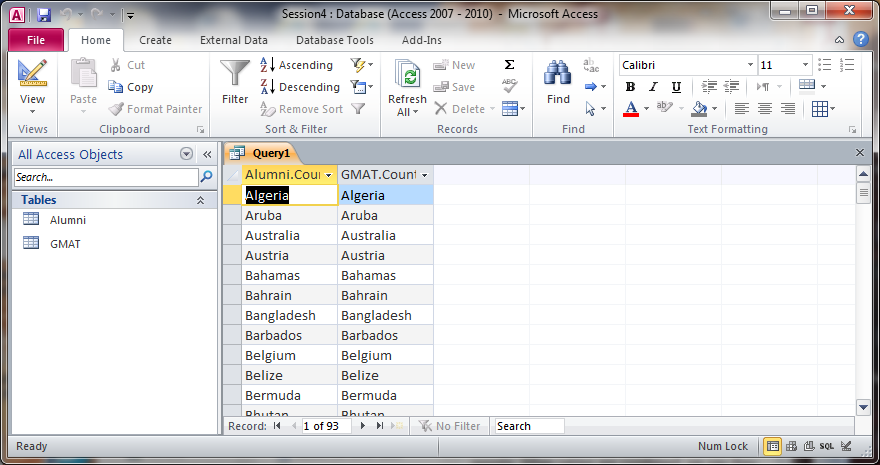 Session4 : Database (Access 2007 - 2010) - Microsoft Access
File Home Create External Data Database Tools Add-Ins
View
Views
Paste
Cut
Copy
Format Painter
Clipboard
Filter
Ascending
Descending
Remove Sort
Sort & Filter
Refresh All
New
Save
Delete
Records
Find
ab
ac
Find
Calibri 11
B I U
A ab
Text Formatting
All Access Objects
Search...
Tables
Alumni
GMAT
Query1
Alumni.Cour GMAT.Count
Algeria Algeria
Aruba Aruba
Australia Australia
Austria Austria
Bahamas Bahamas
Bahrain Bahrain
Bangladesh Bangladesh
Barbados Barbados
Belgium Belgium
Belize Belize
Bermuda Bermuda
Bhutan Bhutan
Record: 1 of 93 No Filter Search
Ready Num Lock SQL